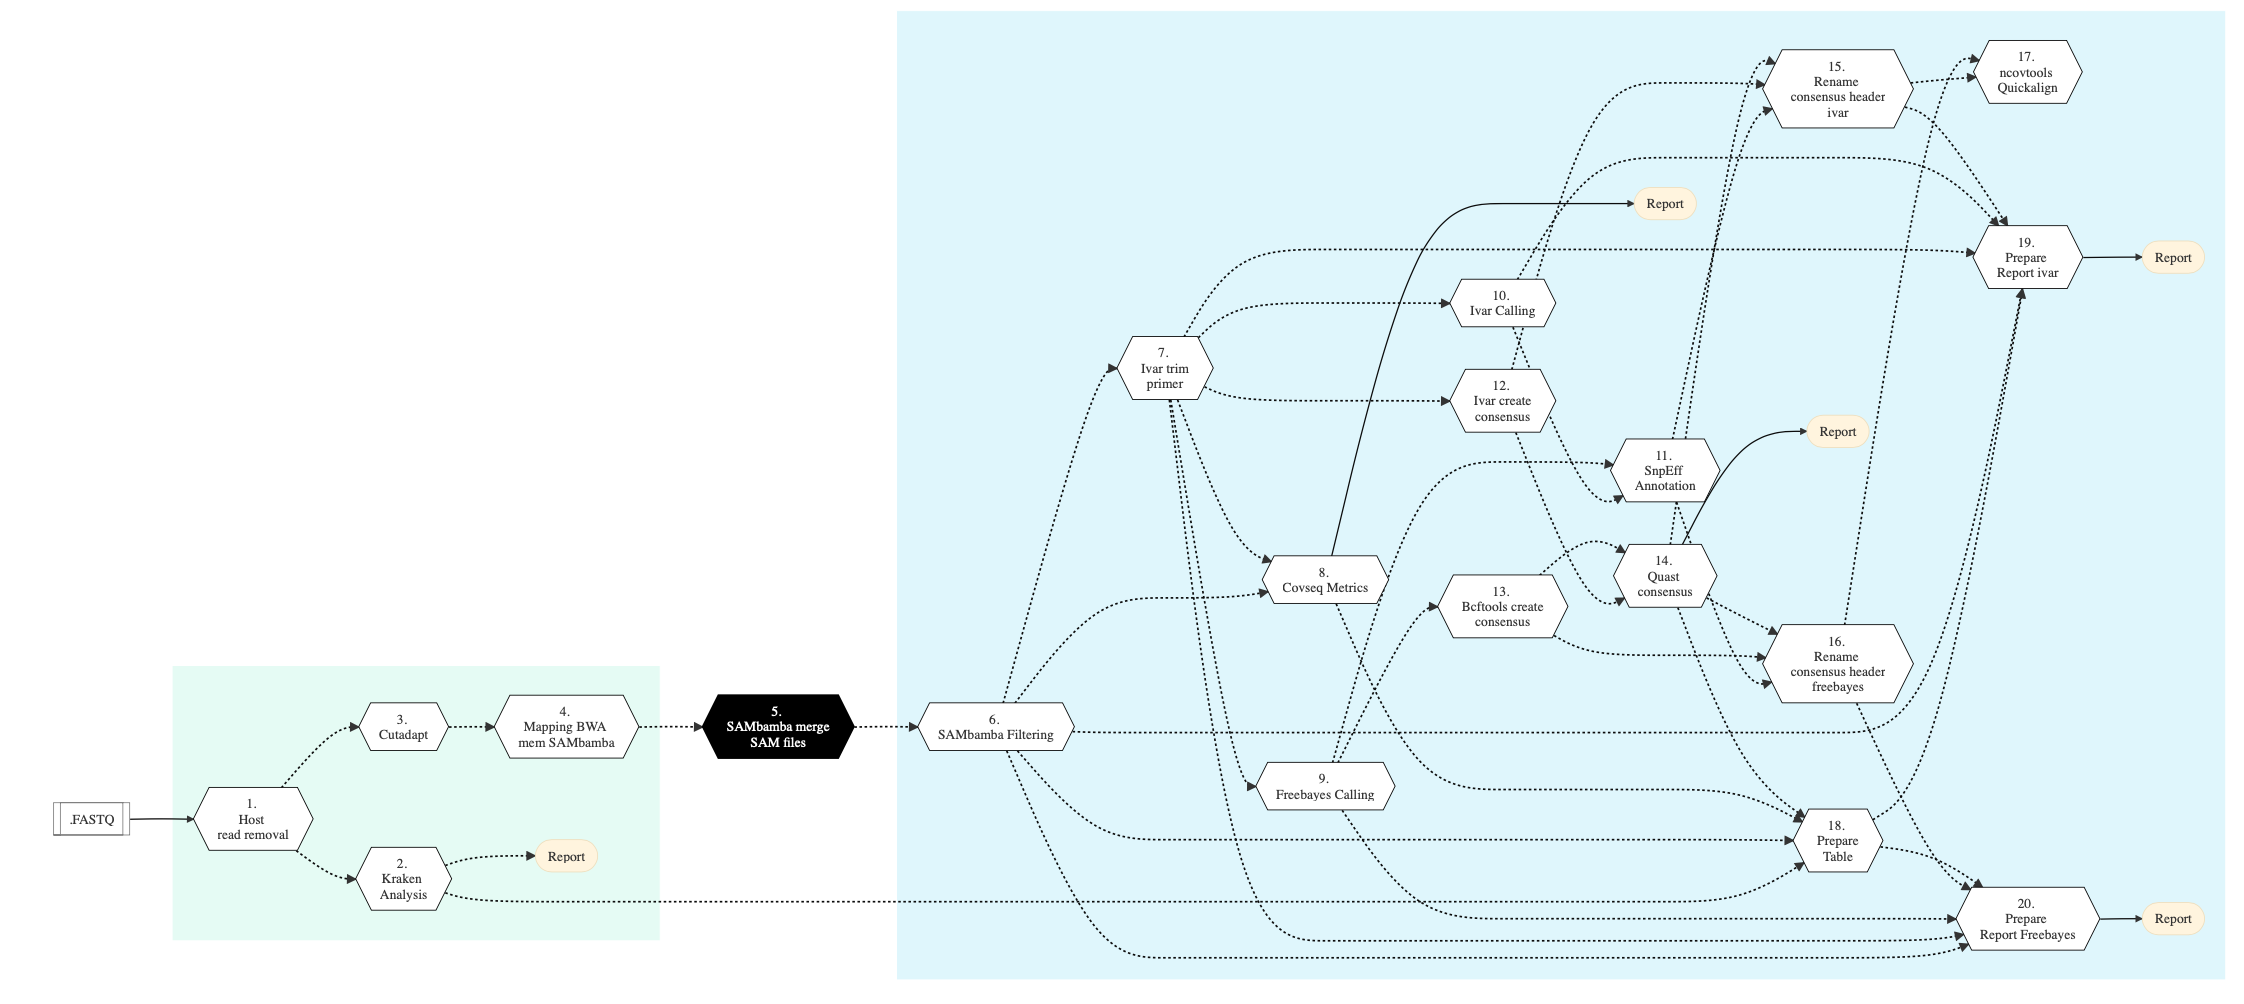 .FASTQ
1.
Host
read removal
2.
Kraken
Analysis
Report
3.
Cutadapt
4.
Mapping BWA
mem SAMbamba
5.
SAMbamba merge
SAM files
6.
SAMbamba Filtering
7.
Ivar trim
primer
8.
Covseq Metrics
Report
9.
Freebayes Calling
10.
Ivar Calling
11.
SnpEff
Annotation
12.
Ivar create
consensus
13.
Bcftools create
consensus
14.
Quast
consensus
Report
15.
Rename
consensus header
ivar
16.
Rename
consensus header
freebayes
17.
ncovtools
Quickalign
18.
Prepare
Table
19.
Prepare
Report ivar
Report
20.
Prepare
Report Freebayes
Report